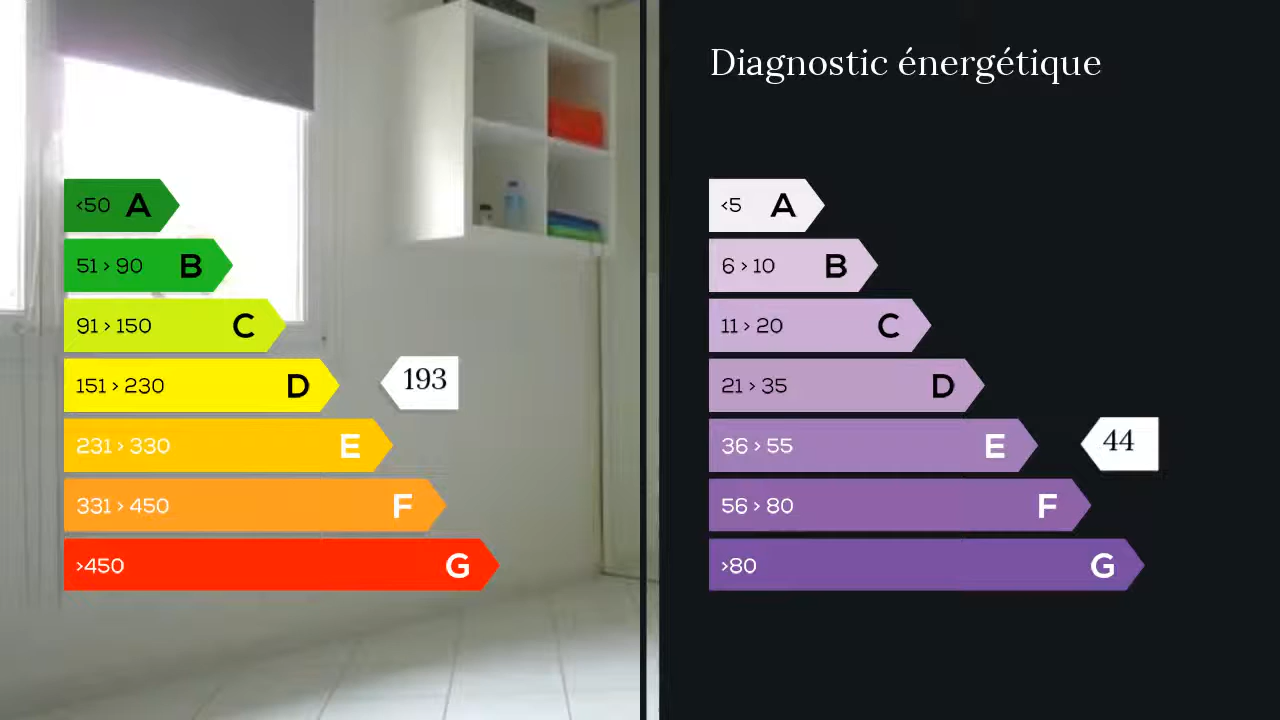 Diagnostic énergétique
<50 A
51 > 90 B
91 > 150 C
151 > 230 D
193
231 > 330 E
331 > 450 F
>450 G
<5 A
6 > 10 B
11 > 20 C
21 > 35 D
36 > 55 E
44
56 > 80 F
>80 G